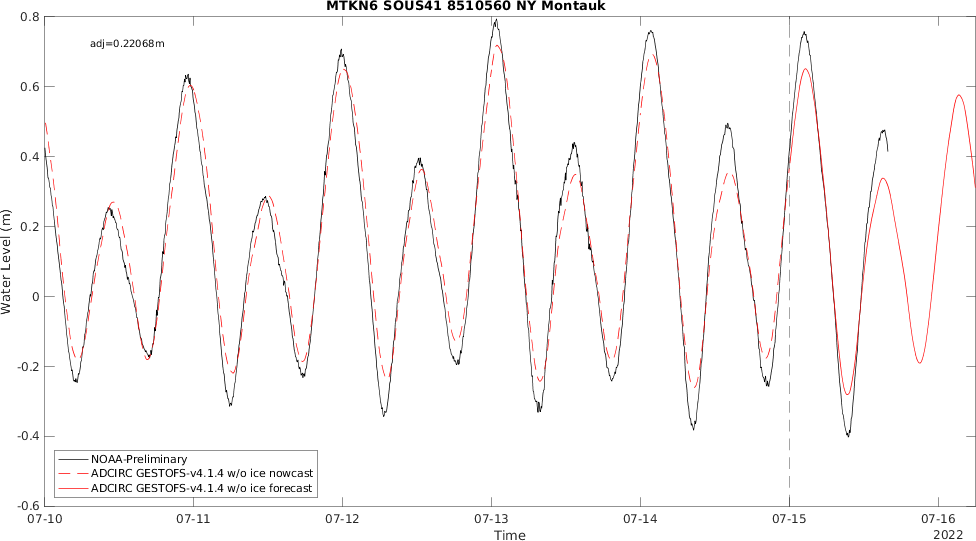 MTKN6 SOUS41 8510560 NY Montauk
adj=0.22068m
0.8
0.6
0.4
0.2
0
-0.2
-0.4
-0.6
Water Level (m)
NOAA-Preliminary
ADCIRC GESTOFS-v4.1.4 w/o ice nowcast
ADCIRC GESTOFS-v4.1.4 w/o ice forecast
07-10 07-11 07-12 07-13 07-14 07-15 07-16
Time
2022